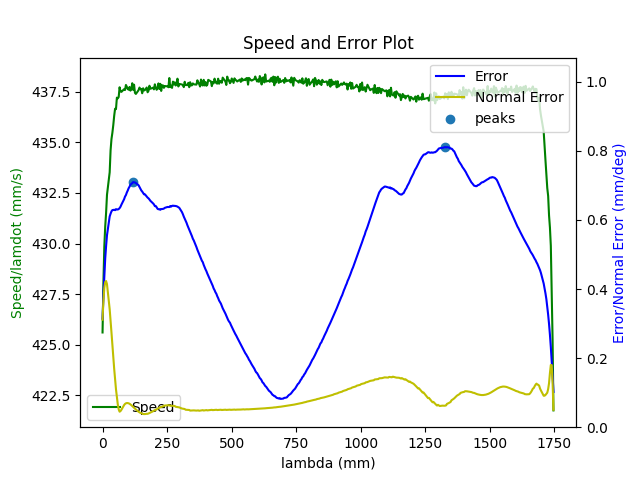 Speed and Error Plot
Speed/lamdot (mm/s)
437.5
435.0
432.5
430.0
427.5
425.0
422.5
Error
Normal Error
peaks
Speed
1.0
0.8
0.6
0.4
0.2
0.0
Error/Normal Error (mm/deg)
0 250 500 750 1000 1250 1500 1750
lambda (mm)